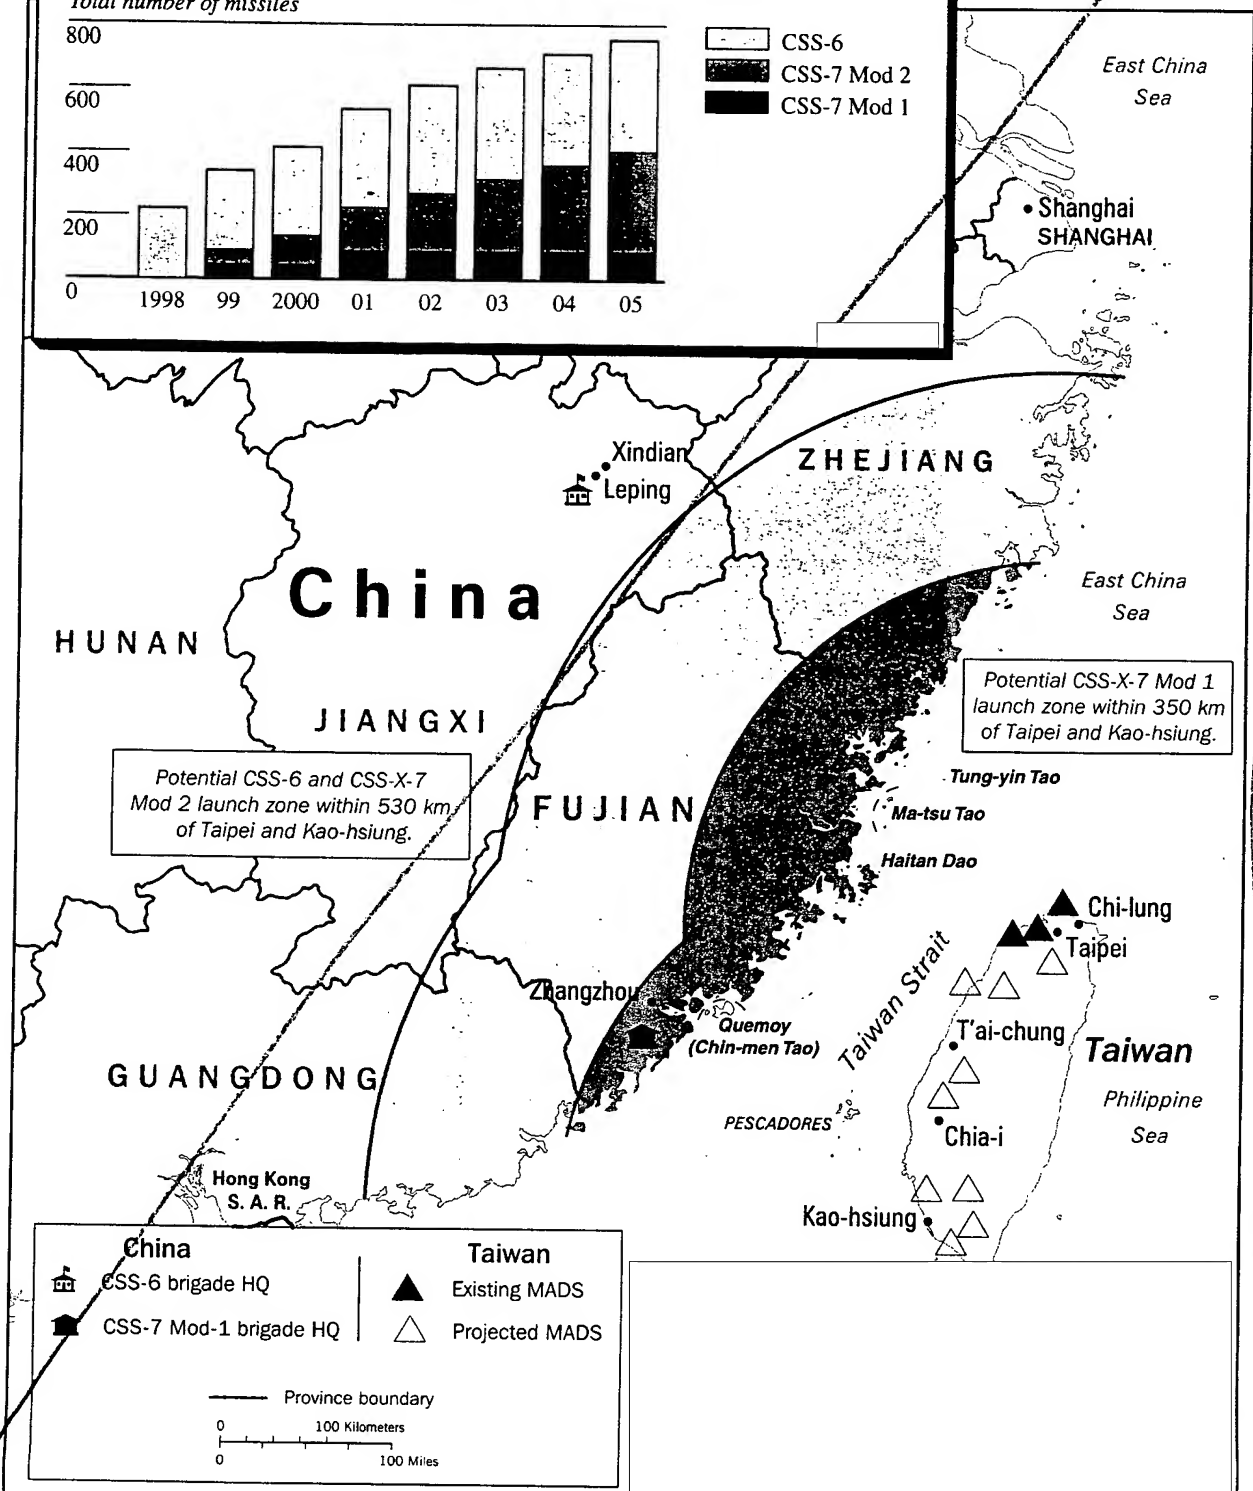 Total number of missiles
800
600
400
200
0
1998
99
2000
01
02
03
04
05
CSS-6
CSS-7 Mod 2
CSS-7 Mod 1
East China
Sea
Shanghai
SHANGHAI
Xindian
Leping
ZHEJIANG
China
HUNAN
JIANGXI
East China
Sea
Potential CSS-X-7 Mod 1
launch zone within 350 km
of Taipei and Kao-hsiung.
Potential CSS-6 and CSS-X-7
Mod 2 launch zone within 530 km
of Taipei and Kao-hsiung.
FUJIAN
Tung-yin Tao
Ma-tsu Tao
Haitan Dao
Chi-lung
Taipei
Taiwan Strait
Zhangzhou
Quemoy
(Chin-men Tao)
T'ai-chung
Taiwan
GUANGDONG
Philippine
Sea
PESCADORES
Chia-i
Hong Kong
S. A. R.
Kao-hsiung
China
CSS-6 brigade HQ
CSS-7 Mod-1 brigade HQ
Taiwan
Existing MADS
Projected MADS
Province boundary
0
100 Kilometers
0
100 Miles